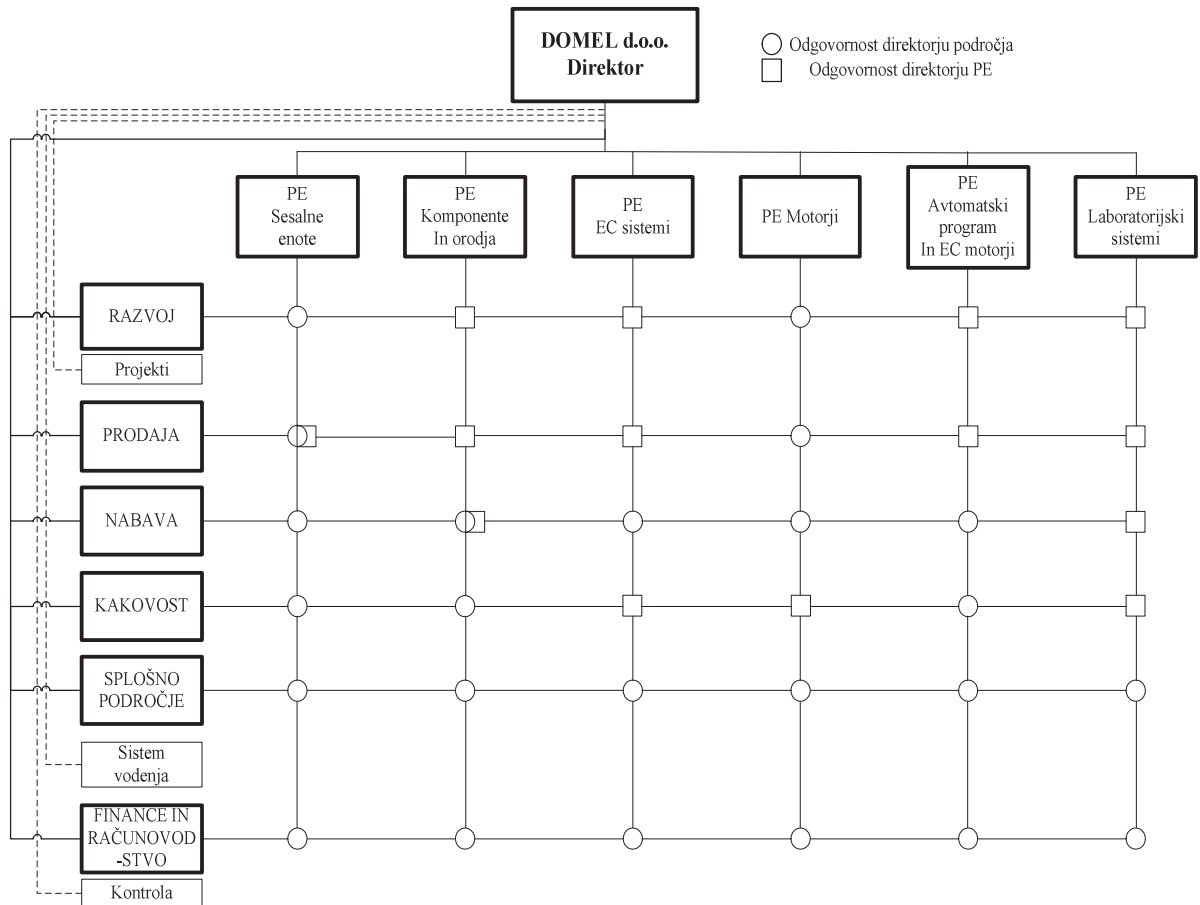 DOMEL d.o.o.
Direktor
Odgovornost direktorju področja
Odgovornost direktorju PE
PE
Sesalne
enote
PE
Komponente
In orodja
PE
EC sistemi
PE Motorji
PE
Avtomatski
program
In EC motorji
PE
Laboratorijski
sistemi
RAZVOJ
Projekti
PRODAJA
NABAVA
KAKOVOST
SPLOŠNO
PODROČJE
Sistem
vodenja
FINANCE IN
RAČUNOVOD
-STVO
Kontrola